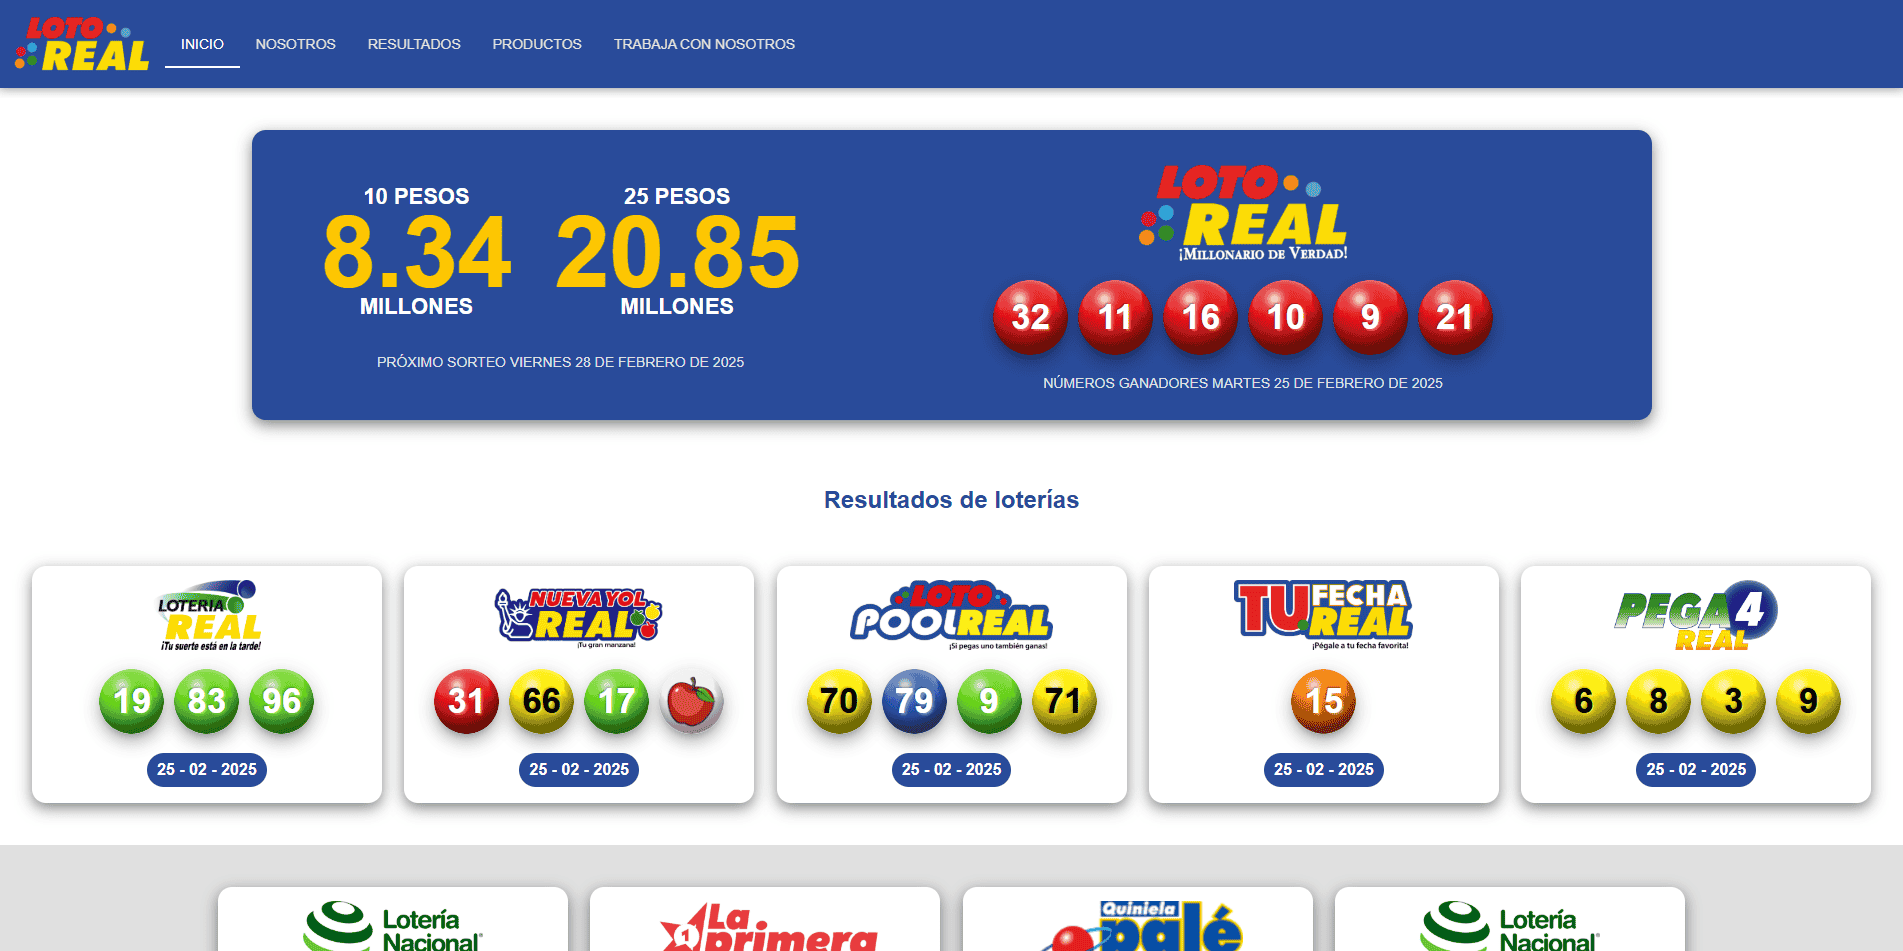 LOTO
REAL
INICIO
NOSOTROS
RESULTADOS
PRODUCTOS
TRABAJA CON NOSOTROS
10 PESOS
8.34
MILLONES
25 PESOS
20.85
MILLONES
PRÓXIMO SORTEO VIERNES 28 DE FEBRERO DE 2025
LOTO
REAL
¡MILLONARIO DE VERDAD!
32 11 16 10 9 21
NÚMEROS GANADORES MARTES 25 DE FEBRERO DE 2025
Resultados de loterías
LOTERIA
REAL
¡Tu suerte está en la tarde!
19 83 96
25 - 02 - 2025
NUEVA YOL
REAL
¡Tu gran manzana!
31 66 17
25 - 02 - 2025
LOTO
POOL REAL
¡Si pegas uno también ganas!
70 79 9 71
25 - 02 - 2025
TU FECHA
REAL
¡Pégale a tu fecha favorita!
15
25 - 02 - 2025
PEGA 4
REAL
6 8 3 9
25 - 02 - 2025
Lotería
Nacional
1 La
primera
Quiniela
palé
Lotería
Nacional